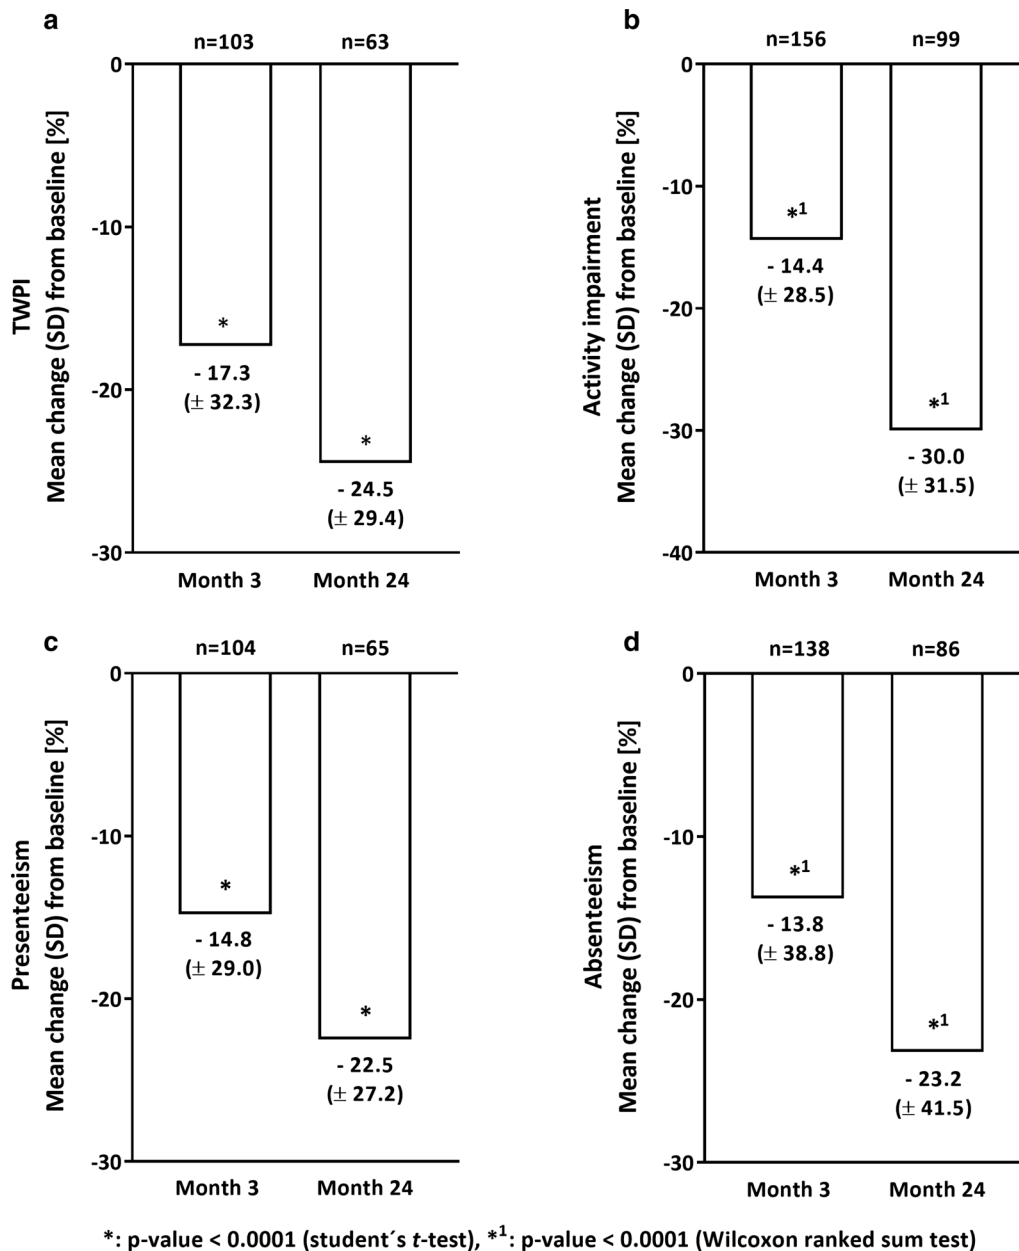 a
n=103 n=63
TWPI
Mean change (SD) from baseline [%]
0
-10
-20
-30
*
- 17.3
(± 32.3)
*
- 24.5
(± 29.4)
Month 3 Month 24
b
n=156 n=99
Activity impairment
Mean change (SD) from baseline [%]
0
-10
-20
-30
-40
*1
- 14.4
(± 28.5)
*1
- 30.0
(± 31.5)
Month 3 Month 24
c
n=104 n=65
Presenteeism
Mean change (SD) from baseline [%]
0
-10
-20
-30
*
- 14.8
(± 29.0)
*
- 22.5
(± 27.2)
Month 3 Month 24
d
n=138 n=86
Absenteeism
Mean change (SD) from baseline [%]
0
-10
-20
-30
*1
- 13.8
(± 38.8)
*1
- 23.2
(± 41.5)
Month 3 Month 24
*: p-value < 0.0001 (student´s t-test), *1: p-value < 0.0001 (Wilcoxon ranked sum test)